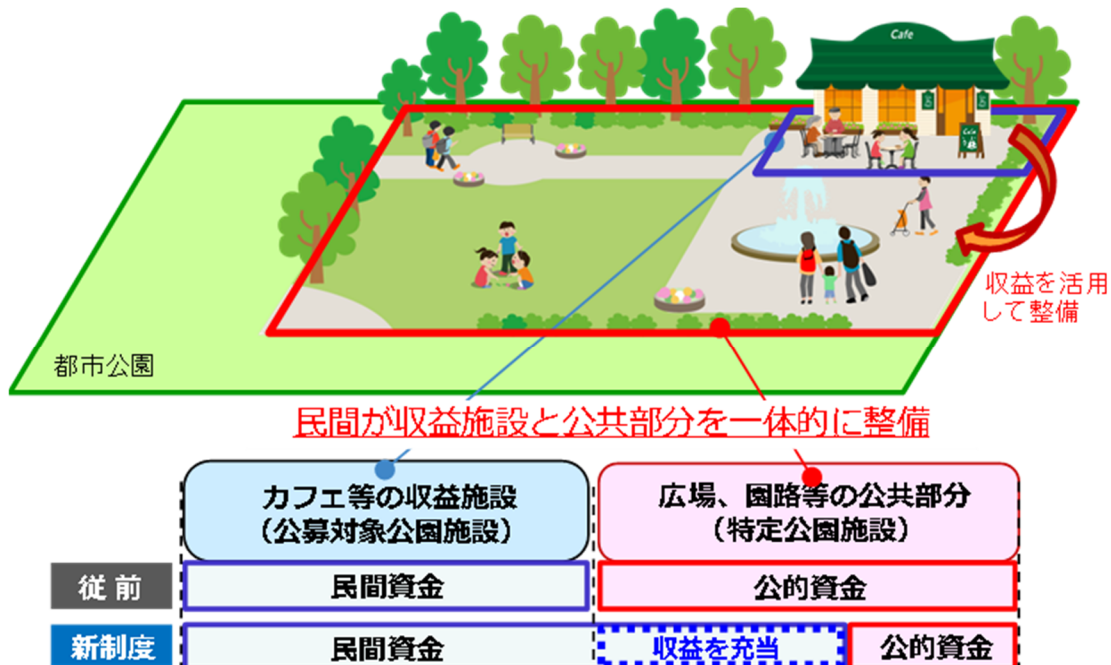 Cafe
収益を活用
して整備
都市公園
民間が収益施設と公共部分を一体的に整備
カフェ等の収益施設
（公募対象公園施設）
広場、園路等の公共部分
（特定公園施設）
従前
民間資金
公的資金
新制度
民間資金
収益を充当
公的資金